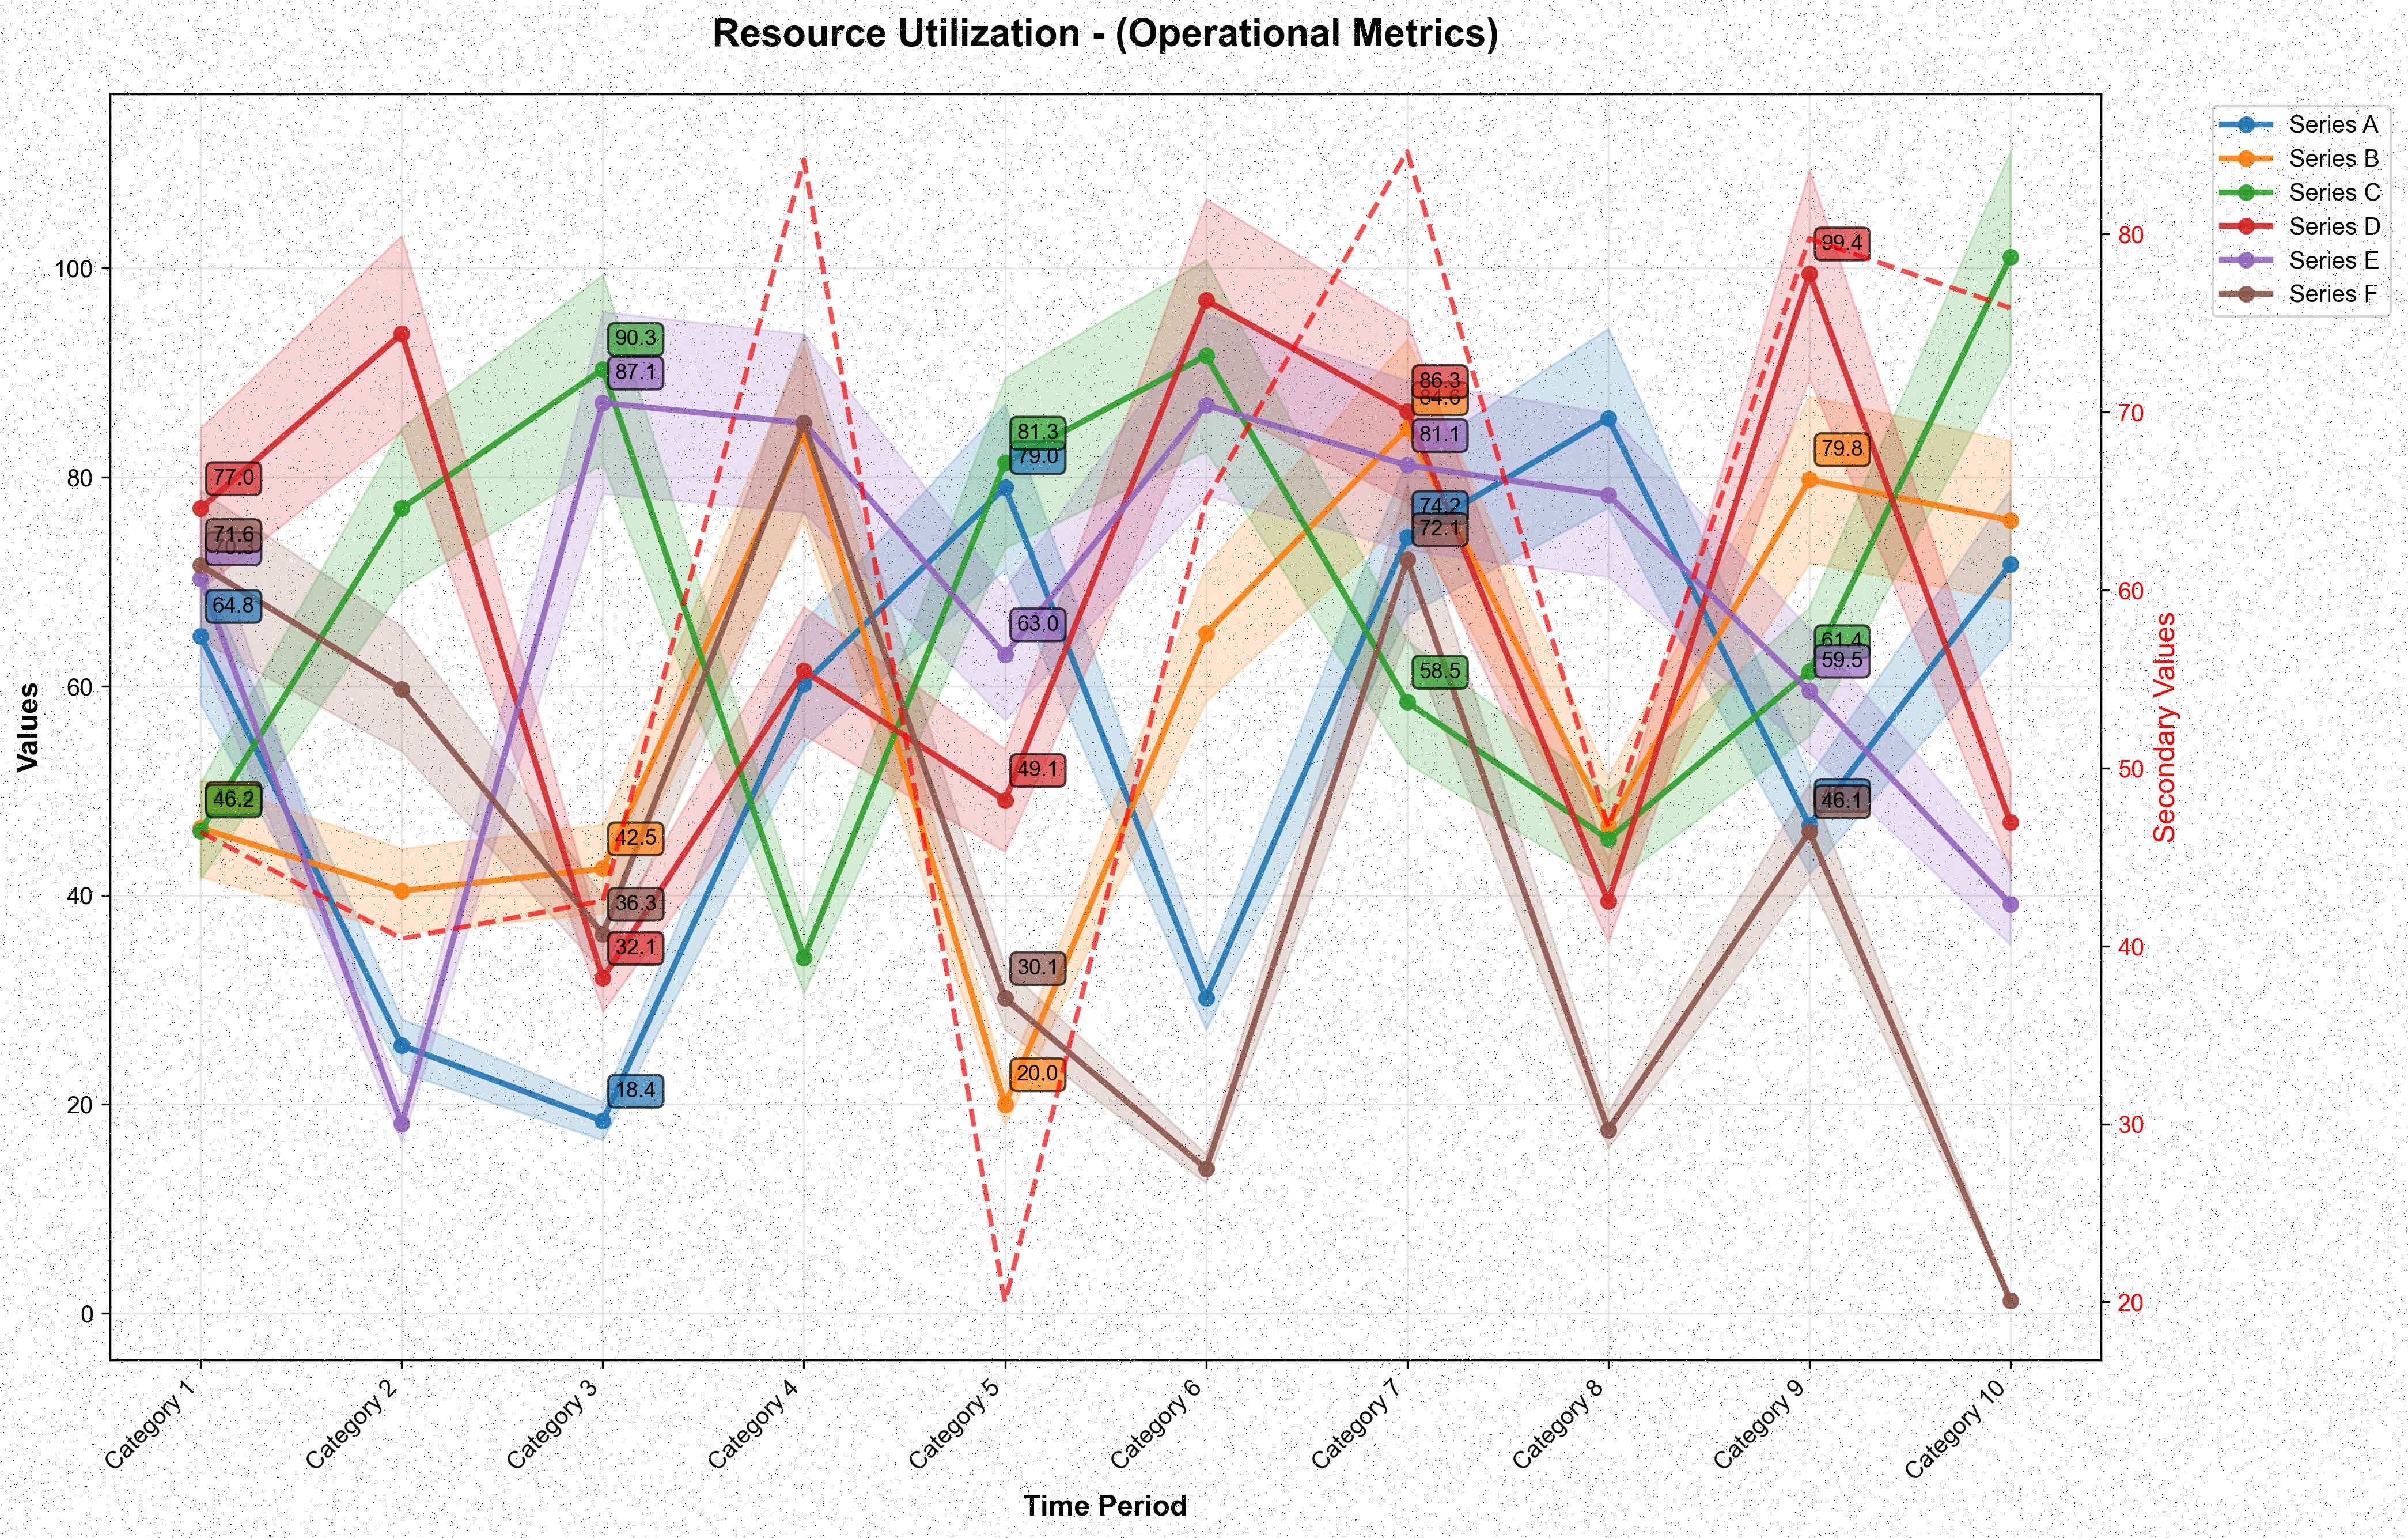 Resource Utilization - (Operational Metrics)
Series A
Series B
Series C
Series D
Series E
Series F
Values
100
80
60
40
20
0
Secondary Values
80
70
60
50
40
30
20
77.0
71.6
64.8
46.2
90.3
87.1
42.5
36.3
32.1
18.4
81.3
79.0
63.0
49.1
30.1
20.0
86.3
84.6
81.1
74.2
72.1
58.5
99.4
79.8
61.4
59.5
46.1
Category 1
Category 2
Category 3
Category 4
Category 5
Category 6
Category 7
Category 8
Category 9
Category 10
Time Period